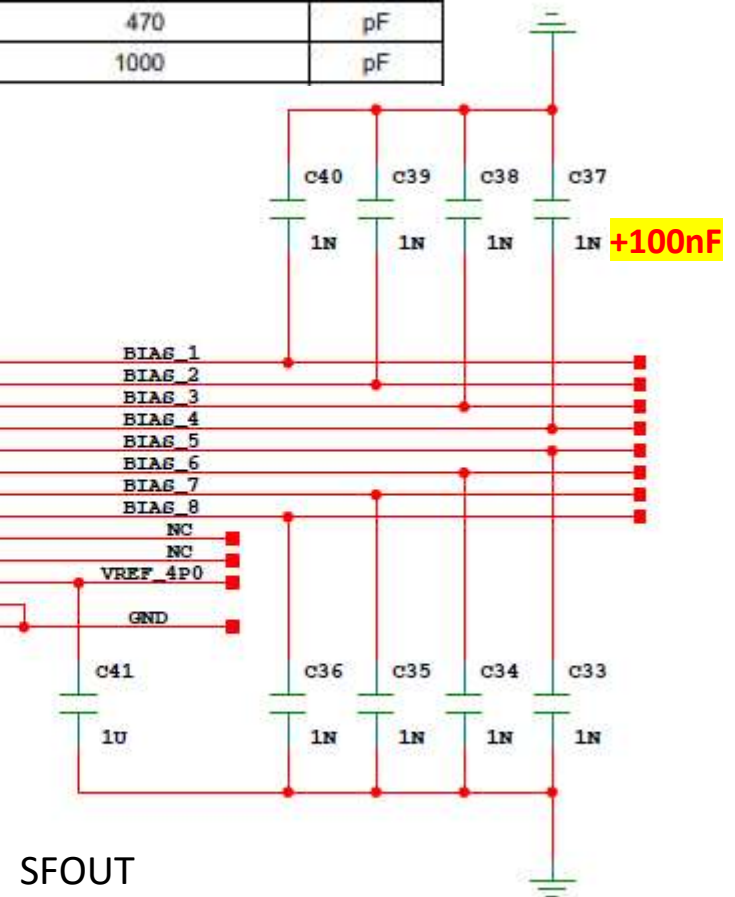 470 pF
1000 pF
C40 C39 C38 C37
1N 1N 1N 1N +100nF
BIAS_1
BIAS_2
BIAS_3
BIAS_4
BIAS_5
BIAS_6
BIAS_7
BIAS_8
NC
NC
VREF_4P0
GND
C41 C36 C35 C34 C33
1U 1N 1N 1N 1N
SFOUT